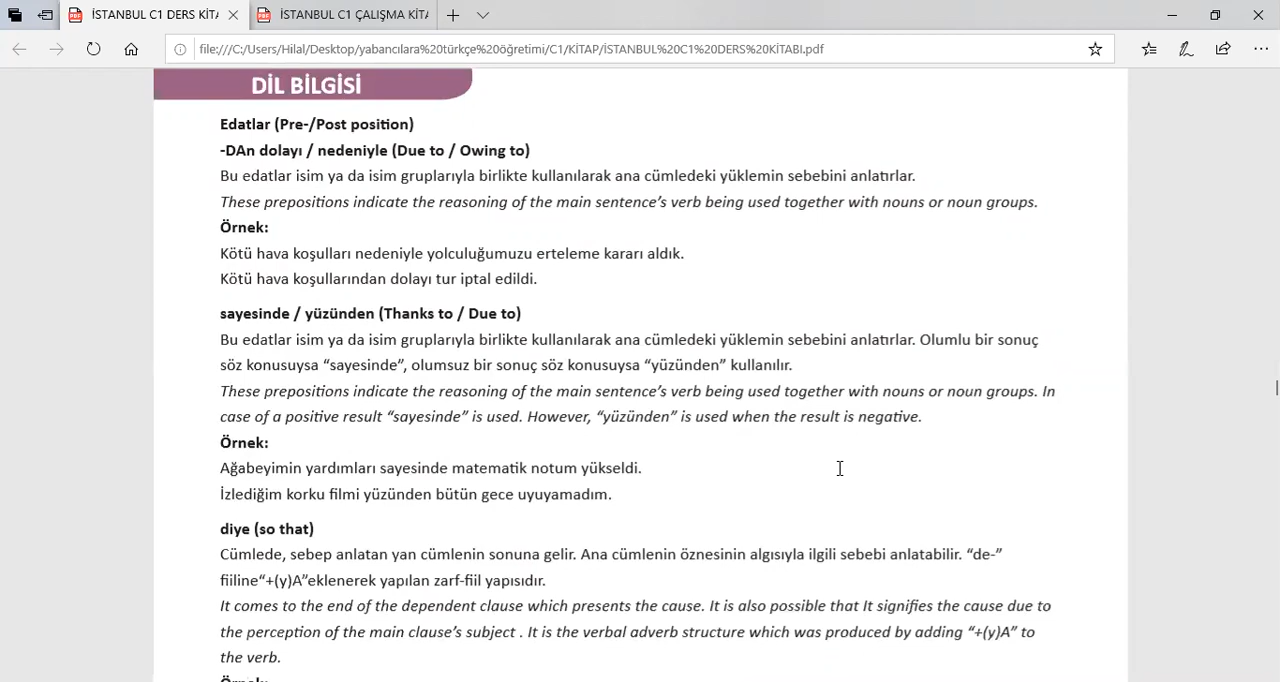 İSTANBUL C1 DERS KİTA
İSTANBUL C1 ÇALIŞMA KİTA
file:///C:/Users/Hilal/Desktop/yabancılara%20türkçe%20öğretimi/C1/KİTAP/İSTANBUL%20C1%20DERS%20KİTABI.pdf
DİL BİLGİSİ
Edatlar (Pre-/Post position)
-DAn dolayı / nedeniyle (Due to / Owing to)
Bu edatlar isim ya da isim gruplarıyla birlikte kullanılarak ana cümledeki yüklemin sebebini anlatırlar.
These prepositions indicate the reasoning of the main sentence's verb being used together with nouns or noun groups.
Örnek:
Kötü hava koşulları nedeniyle yolculuğumuzu erteleme kararı aldık.
Kötü hava koşullarından dolayı tur iptal edildi.
sayesinde / yüzünden (Thanks to / Due to)
Bu edatlar isim ya da isim gruplarıyla birlikte kullanılarak ana cümledeki yüklemin sebebini anlatırlar. Olumlu bir sonuç
söz konusuysa “sayesinde”, olumsuz bir sonuç söz konusuysa “yüzünden” kullanılır.
These prepositions indicate the reasoning of the main sentence's verb being used together with nouns or noun groups. In
case of a positive result “sayesinde” is used. However, “yüzünden” is used when the result is negative.
Örnek:
Ağabeyimin yardımları sayesinde matematik notum yükseldi.
İzlediğim korku filmi yüzünden bütün gece uyuyamadım.
diye (so that)
Cümlede, sebep anlatan yan cümlenin sonuna gelir. Ana cümlenin öznesinin algısıyla ilgili sebebi anlatabilir. “de-”
fiiline“+(y)A”eklenerek yapılan zarf-fiil yapısıdır.
It comes to the end of the dependent clause which presents the cause. It is also possible that It signifies the cause due to
the perception of the main clause's subject . It is the verbal adverb structure which was produced by adding “+(y)A” to
the verb.
Örnek: